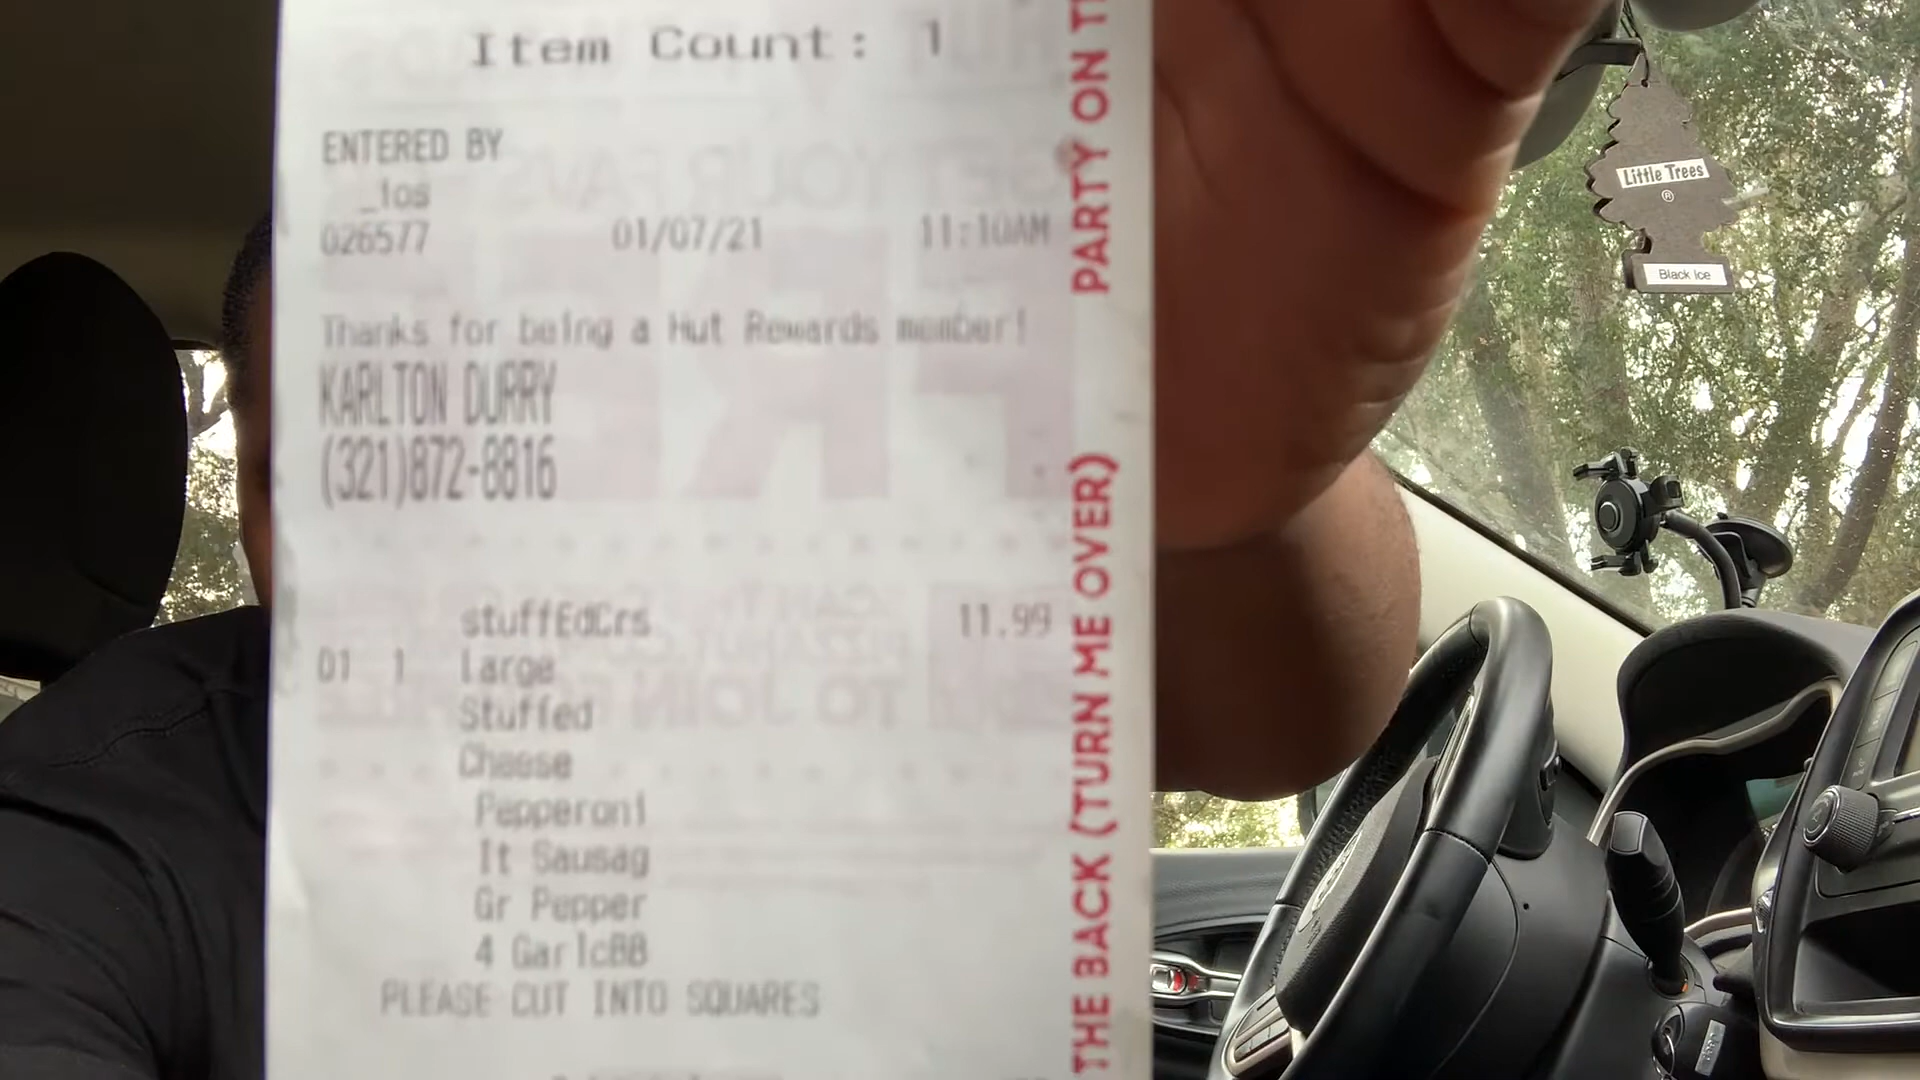 Item Count: 1
ENTERED BY
_ios
026577 01/07/21 11:10AM
Thanks for being a Hut Rewards member!
KARLTON DURRY
(321)872-8816
stuffEdCrs 11.99
01 1 Large
Stuffed
Cheese
Pepperoni
It Sausag
Gr Pepper
4 GarlcBB
PLEASE CUT INTO SQUARES
THE BACK (TURN ME OVER) PARTY ON
Little Trees
®
Black Ice